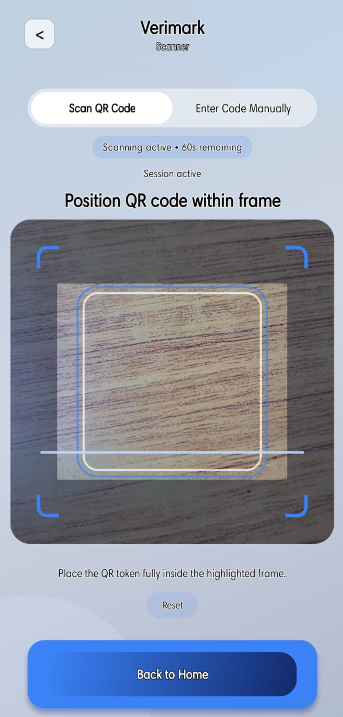 <
Verimark
Scanner
Scan QR Code
Enter Code Manually
Scanning active • 60s remaining
Session active
Position QR code within frame
Place the QR token fully inside the highlighted frame.
Reset
Back to Home